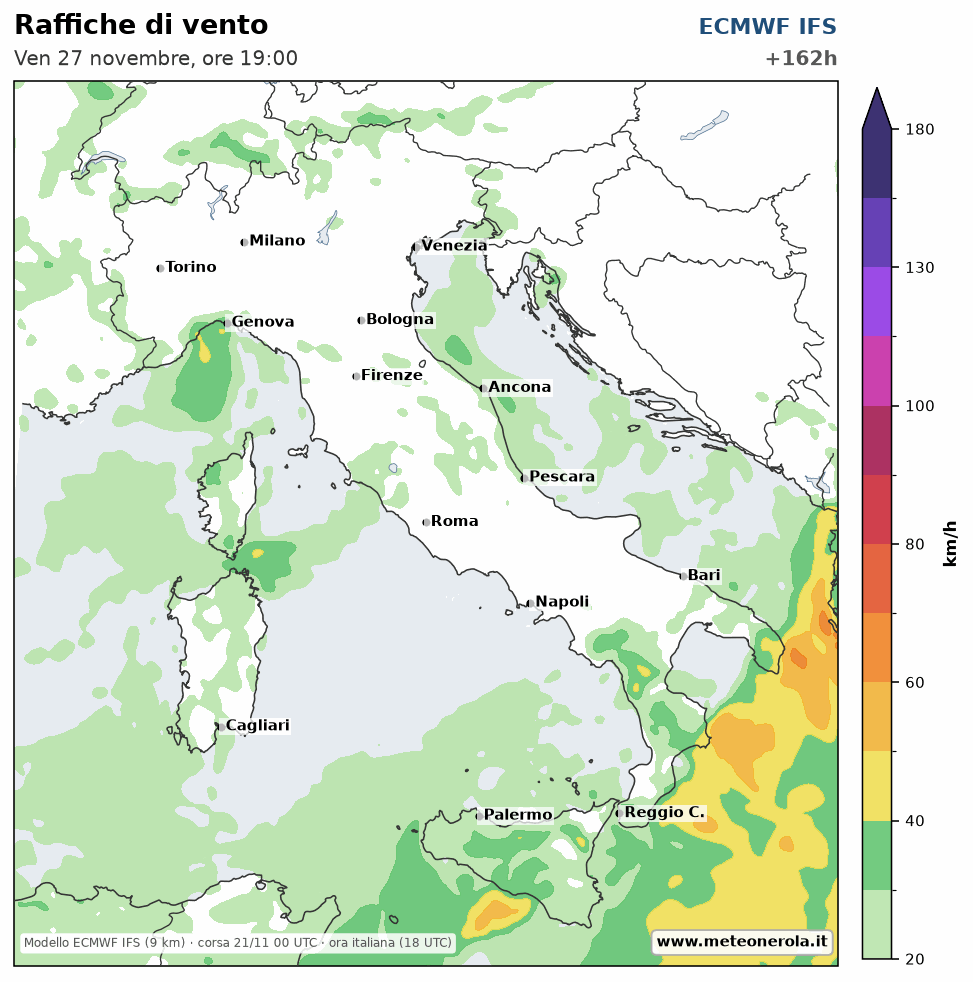 Raffiche di vento
ECMWF IFS
Ven 27 novembre, ore 19:00
+162h
180
130
100
80
60
40
20
km/h
Milano
Venezia
Torino
Genova
Bologna
Firenze
Ancona
Pescara
Roma
Bari
Napoli
Cagliari
Palermo
Reggio C.
Modello ECMWF IFS (9 km) · corsa 21/11 00 UTC · ora italiana (18 UTC)
www.meteonerola.it